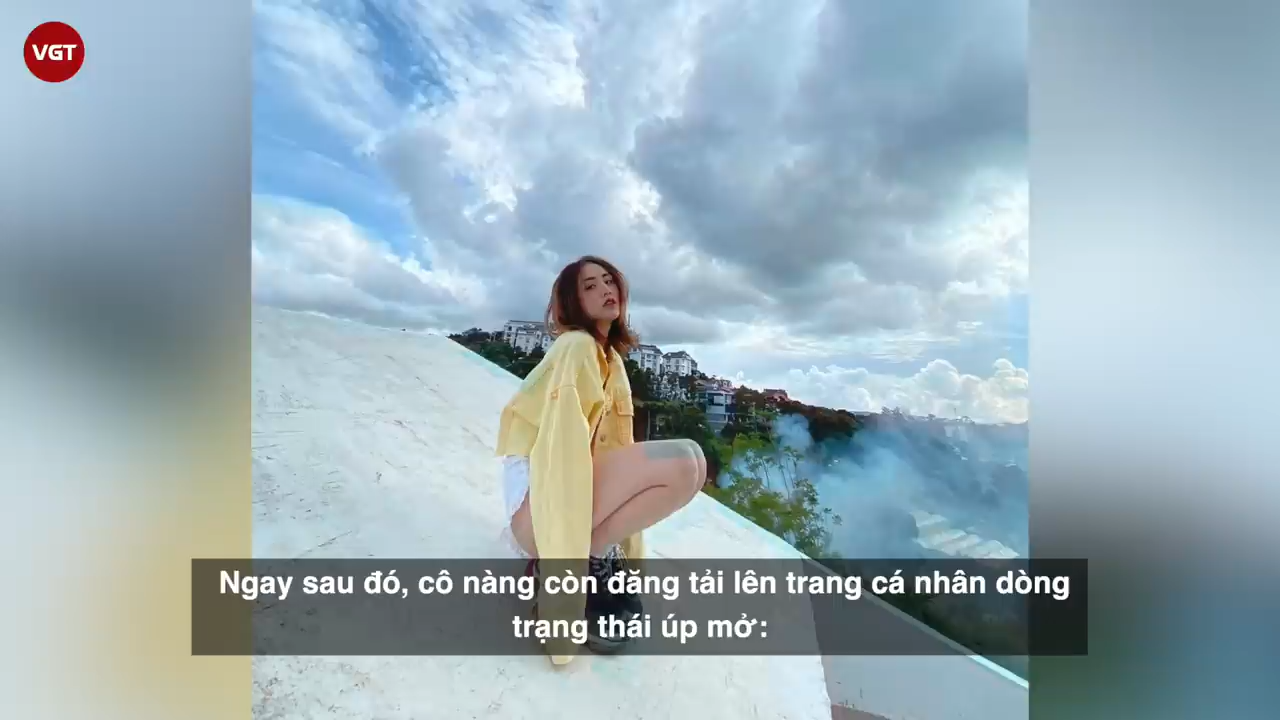 VGT
Ngay sau đó, cô nàng còn đăng tải lên trang cá nhân dòng
trạng thái úp mở: